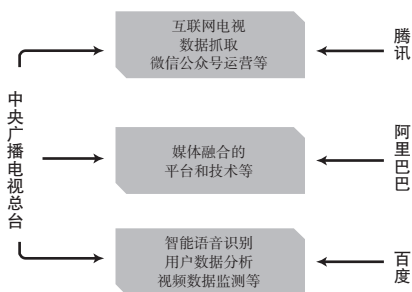 互联网电视
数据抓取
微信公众号运营等
腾讯
中央广播电视总台
媒体融合的
平台和技术等
阿里巴巴
智能语音识别
用户数据分析
视频数据监测等
百度